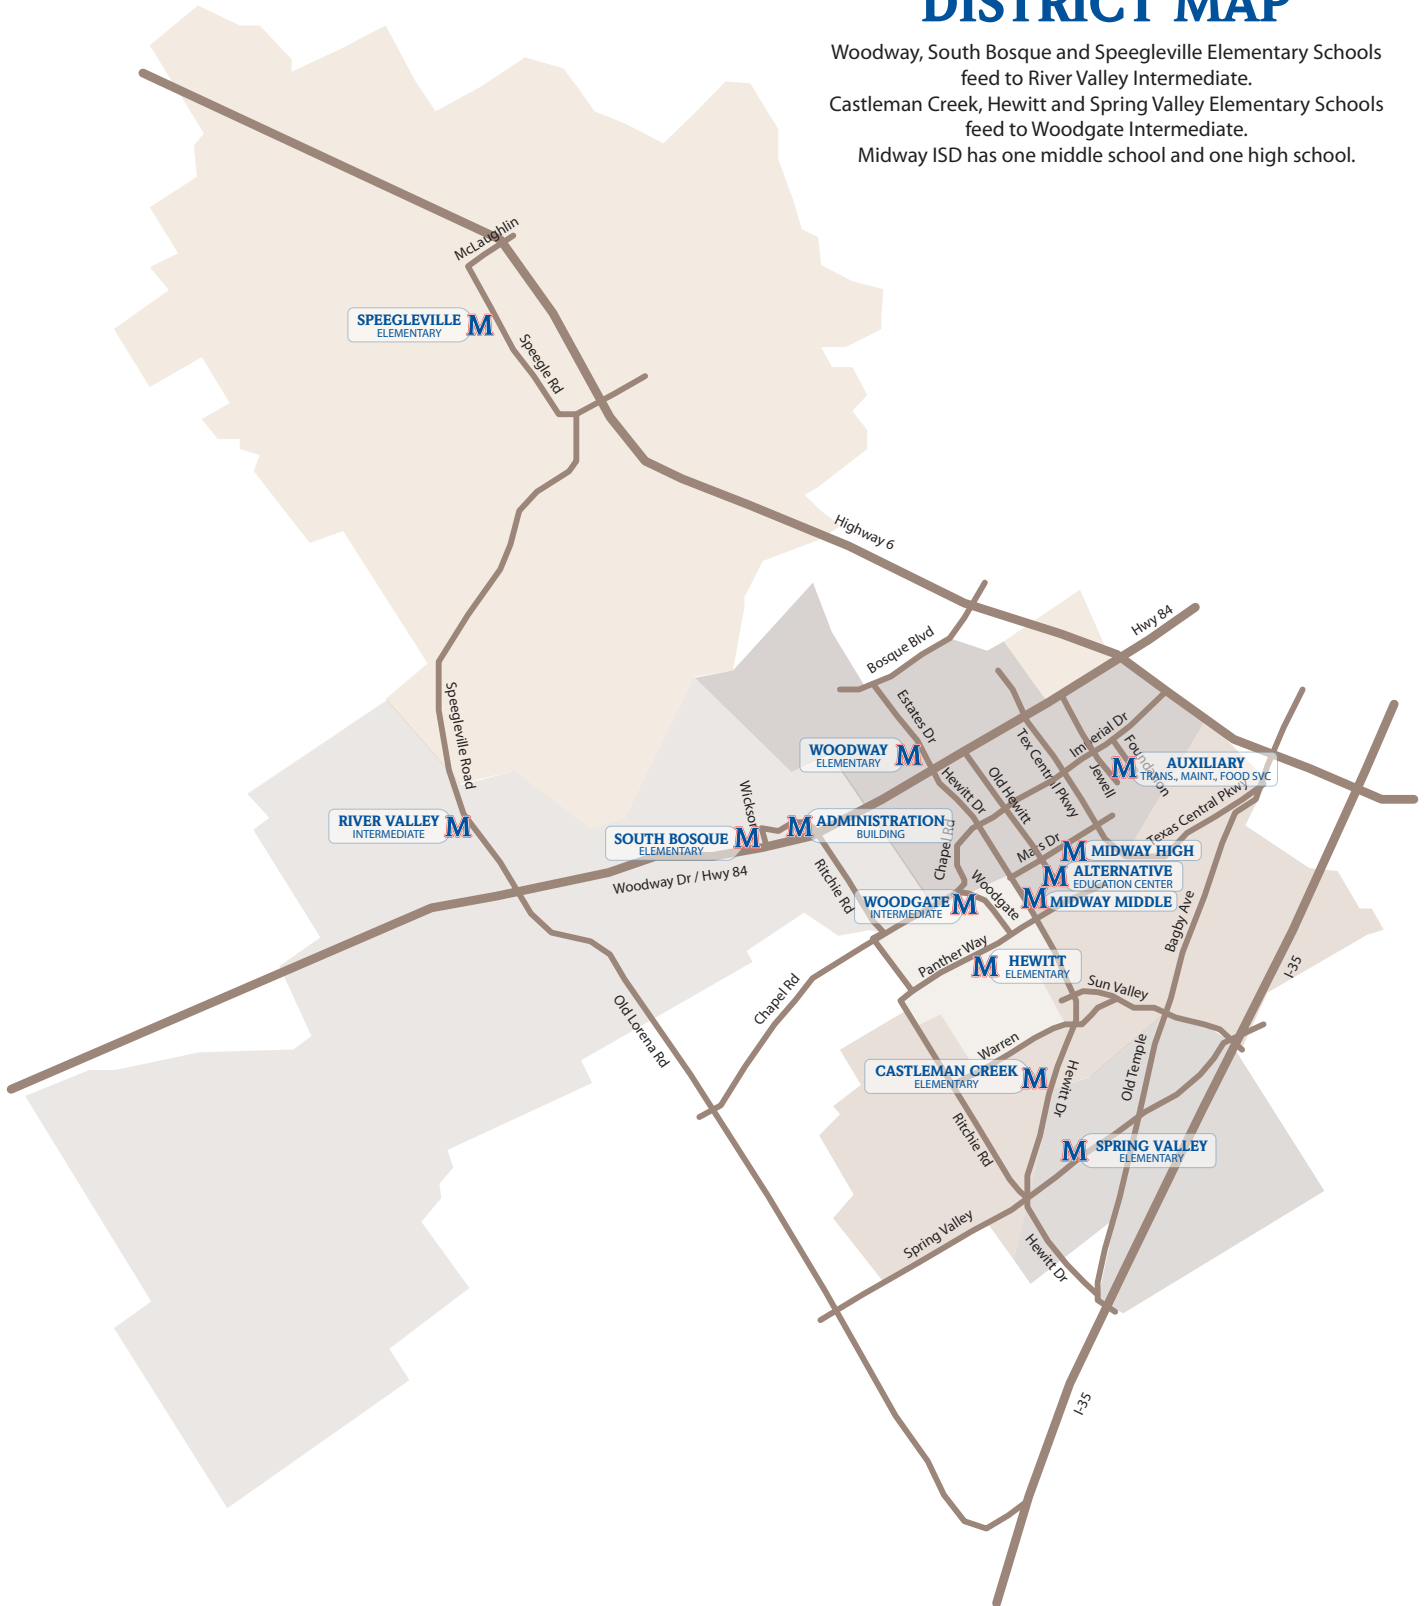 DISTRICT MAP
Woodway, South Bosque and Speegleville Elementary Schools
feed to River Valley Intermediate.
Castleman Creek, Hewitt and Spring Valley Elementary Schools
feed to Woodgate Intermediate.
Midway ISD has one middle school and one high school.
McLaughlin
SPEEGLEVILLE
ELEMENTARY
M
Speegle Rd
Highway 6
Hwy 84
Bosque Blvd
Speegleville Road
Estates Dr
Imperial Dr
Foundation
Tex Central Pkwy
WOODWAY
ELEMENTARY
M
Jewell
M
AUXILIARY
TRANS., MAINT., FOOD SVC
Hewitt Dr
Old Hewitt
Wickson
Texas Central Pkwy
RIVER VALLEY
INTERMEDIATE
M
SOUTH BOSQUE
ELEMENTARY
M
M
ADMINISTRATION
BUILDING
Chapel Rd
Mars Dr
M
MIDWAY HIGH
Woodway Dr / Hwy 84
Ritchie Rd
M
ALTERNATIVE
EDUCATION CENTER
Woodgate
WOODGATE
INTERMEDIATE
M
M
MIDWAY MIDDLE
Bagby Ave
Panther Way
M
HEWITT
ELEMENTARY
I-35
Chapel Rd
Sun Valley
Old Lorena Rd
Warren
Old Temple
CASTLEMAN CREEK
ELEMENTARY
M
Hewitt Dr
Ritchie Rd
M
SPRING VALLEY
ELEMENTARY
Spring Valley
Hewitt Dr
I-35